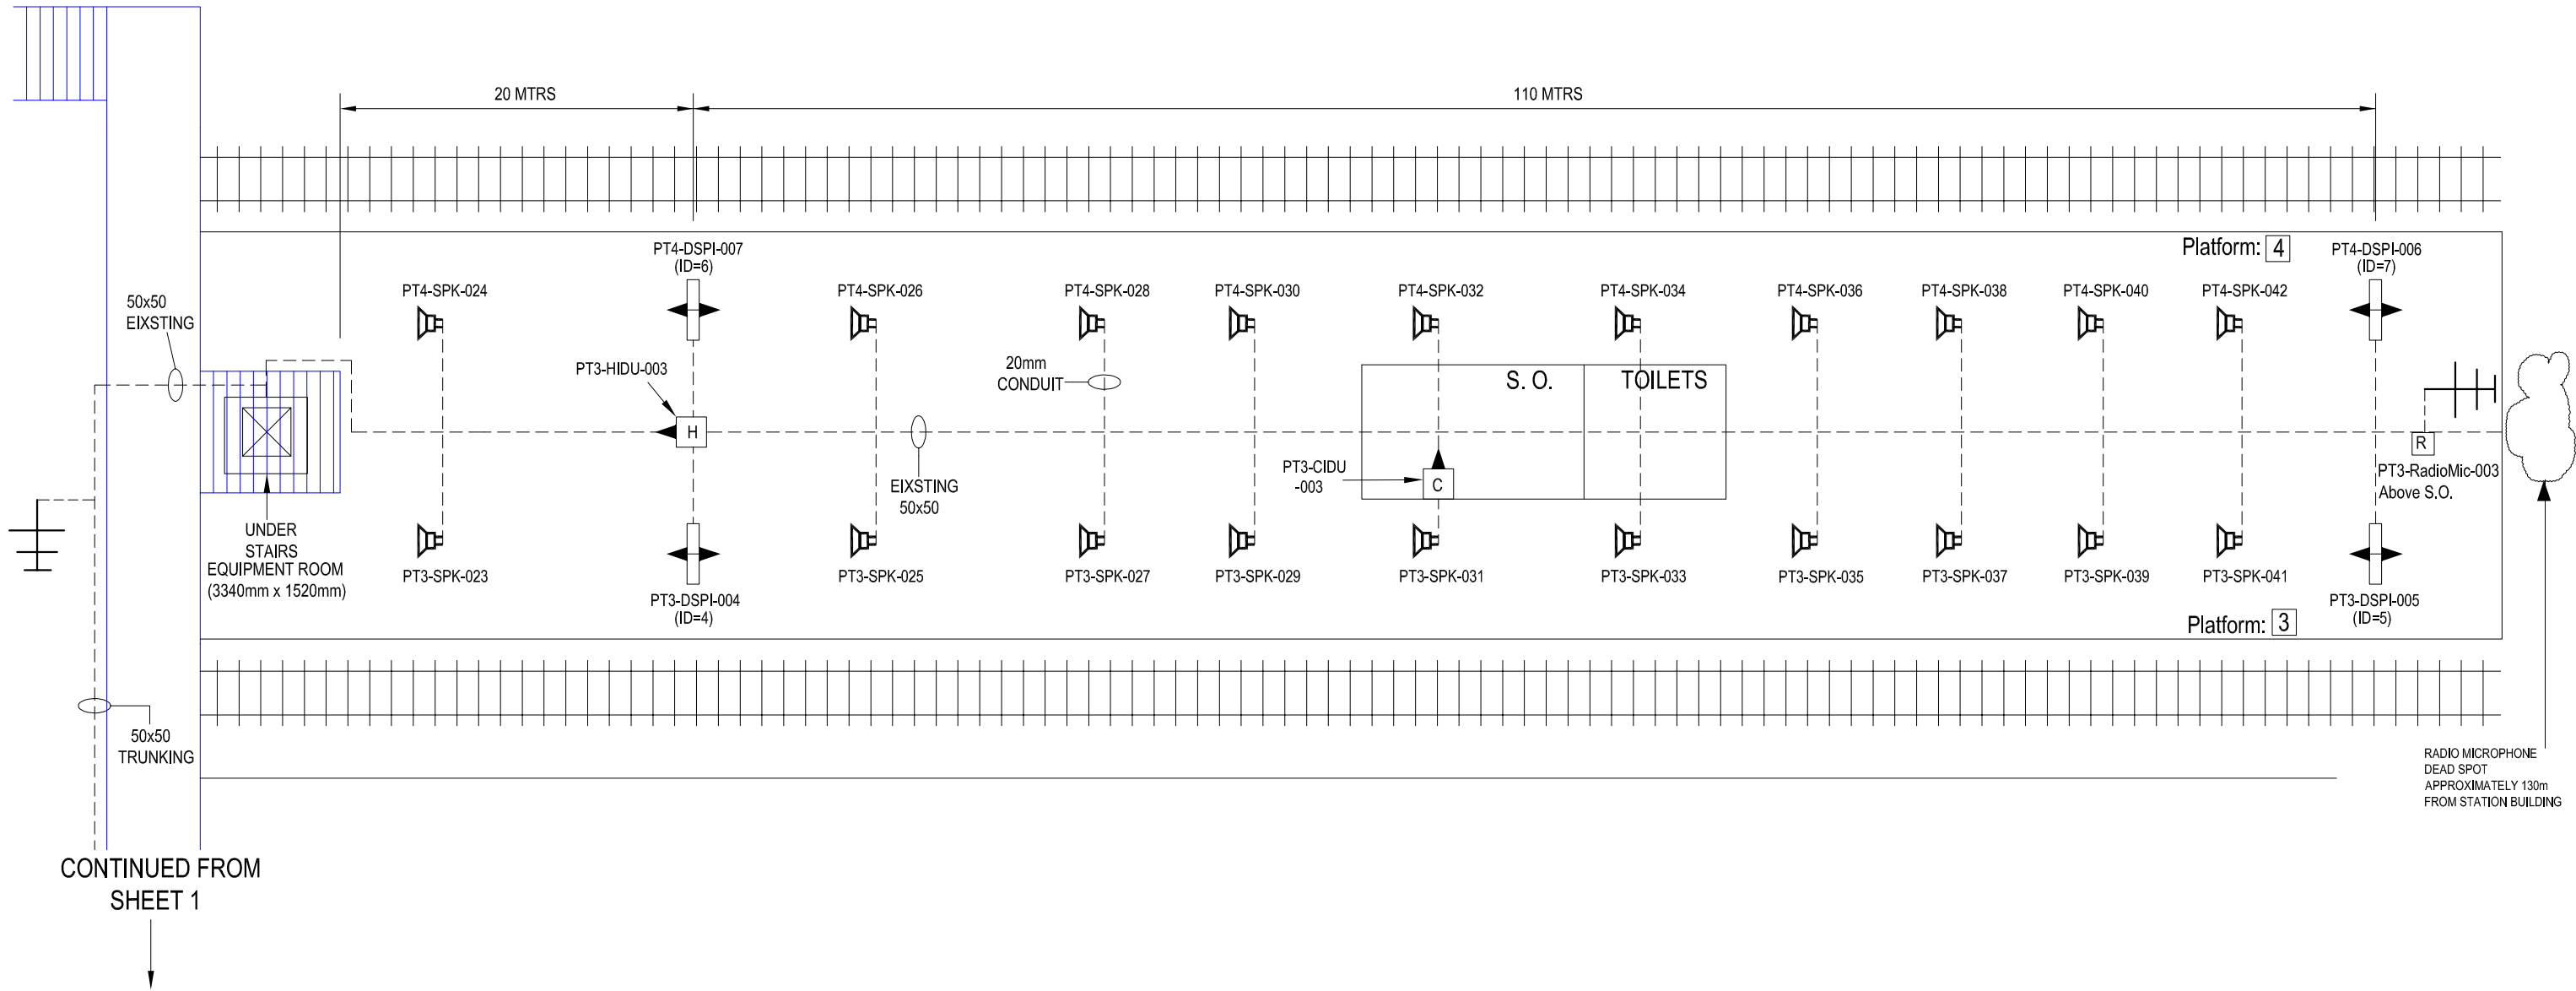 20 MTRS
110 MTRS
Platform: 4
PT4-DSPI-007
(ID=6)
PT4-DSPI-006
(ID=7)
PT4-SPK-024
PT4-SPK-026
PT4-SPK-028
PT4-SPK-030
PT4-SPK-032
PT4-SPK-034
PT4-SPK-036
PT4-SPK-038
PT4-SPK-040
PT4-SPK-042
50x50
EIXSTING
PT3-HIDU-003
20mm
CONDUIT
S. O.
TOILETS
H
R
PT3-CIDU
-003
C
PT3-RadioMic-003
Above S.O.
EIXSTING
50x50
UNDER
STAIRS
EQUIPMENT ROOM
(3340mm x 1520mm)
PT3-SPK-023
PT3-SPK-025
PT3-SPK-027
PT3-SPK-029
PT3-SPK-031
PT3-SPK-033
PT3-SPK-035
PT3-SPK-037
PT3-SPK-039
PT3-SPK-041
PT3-DSPI-004
(ID=4)
PT3-DSPI-005
(ID=5)
Platform: 3
50x50
TRUNKING
RADIO MICROPHONE
DEAD SPOT
APPROXIMATELY 130m
FROM STATION BUILDING
CONTINUED FROM
SHEET 1